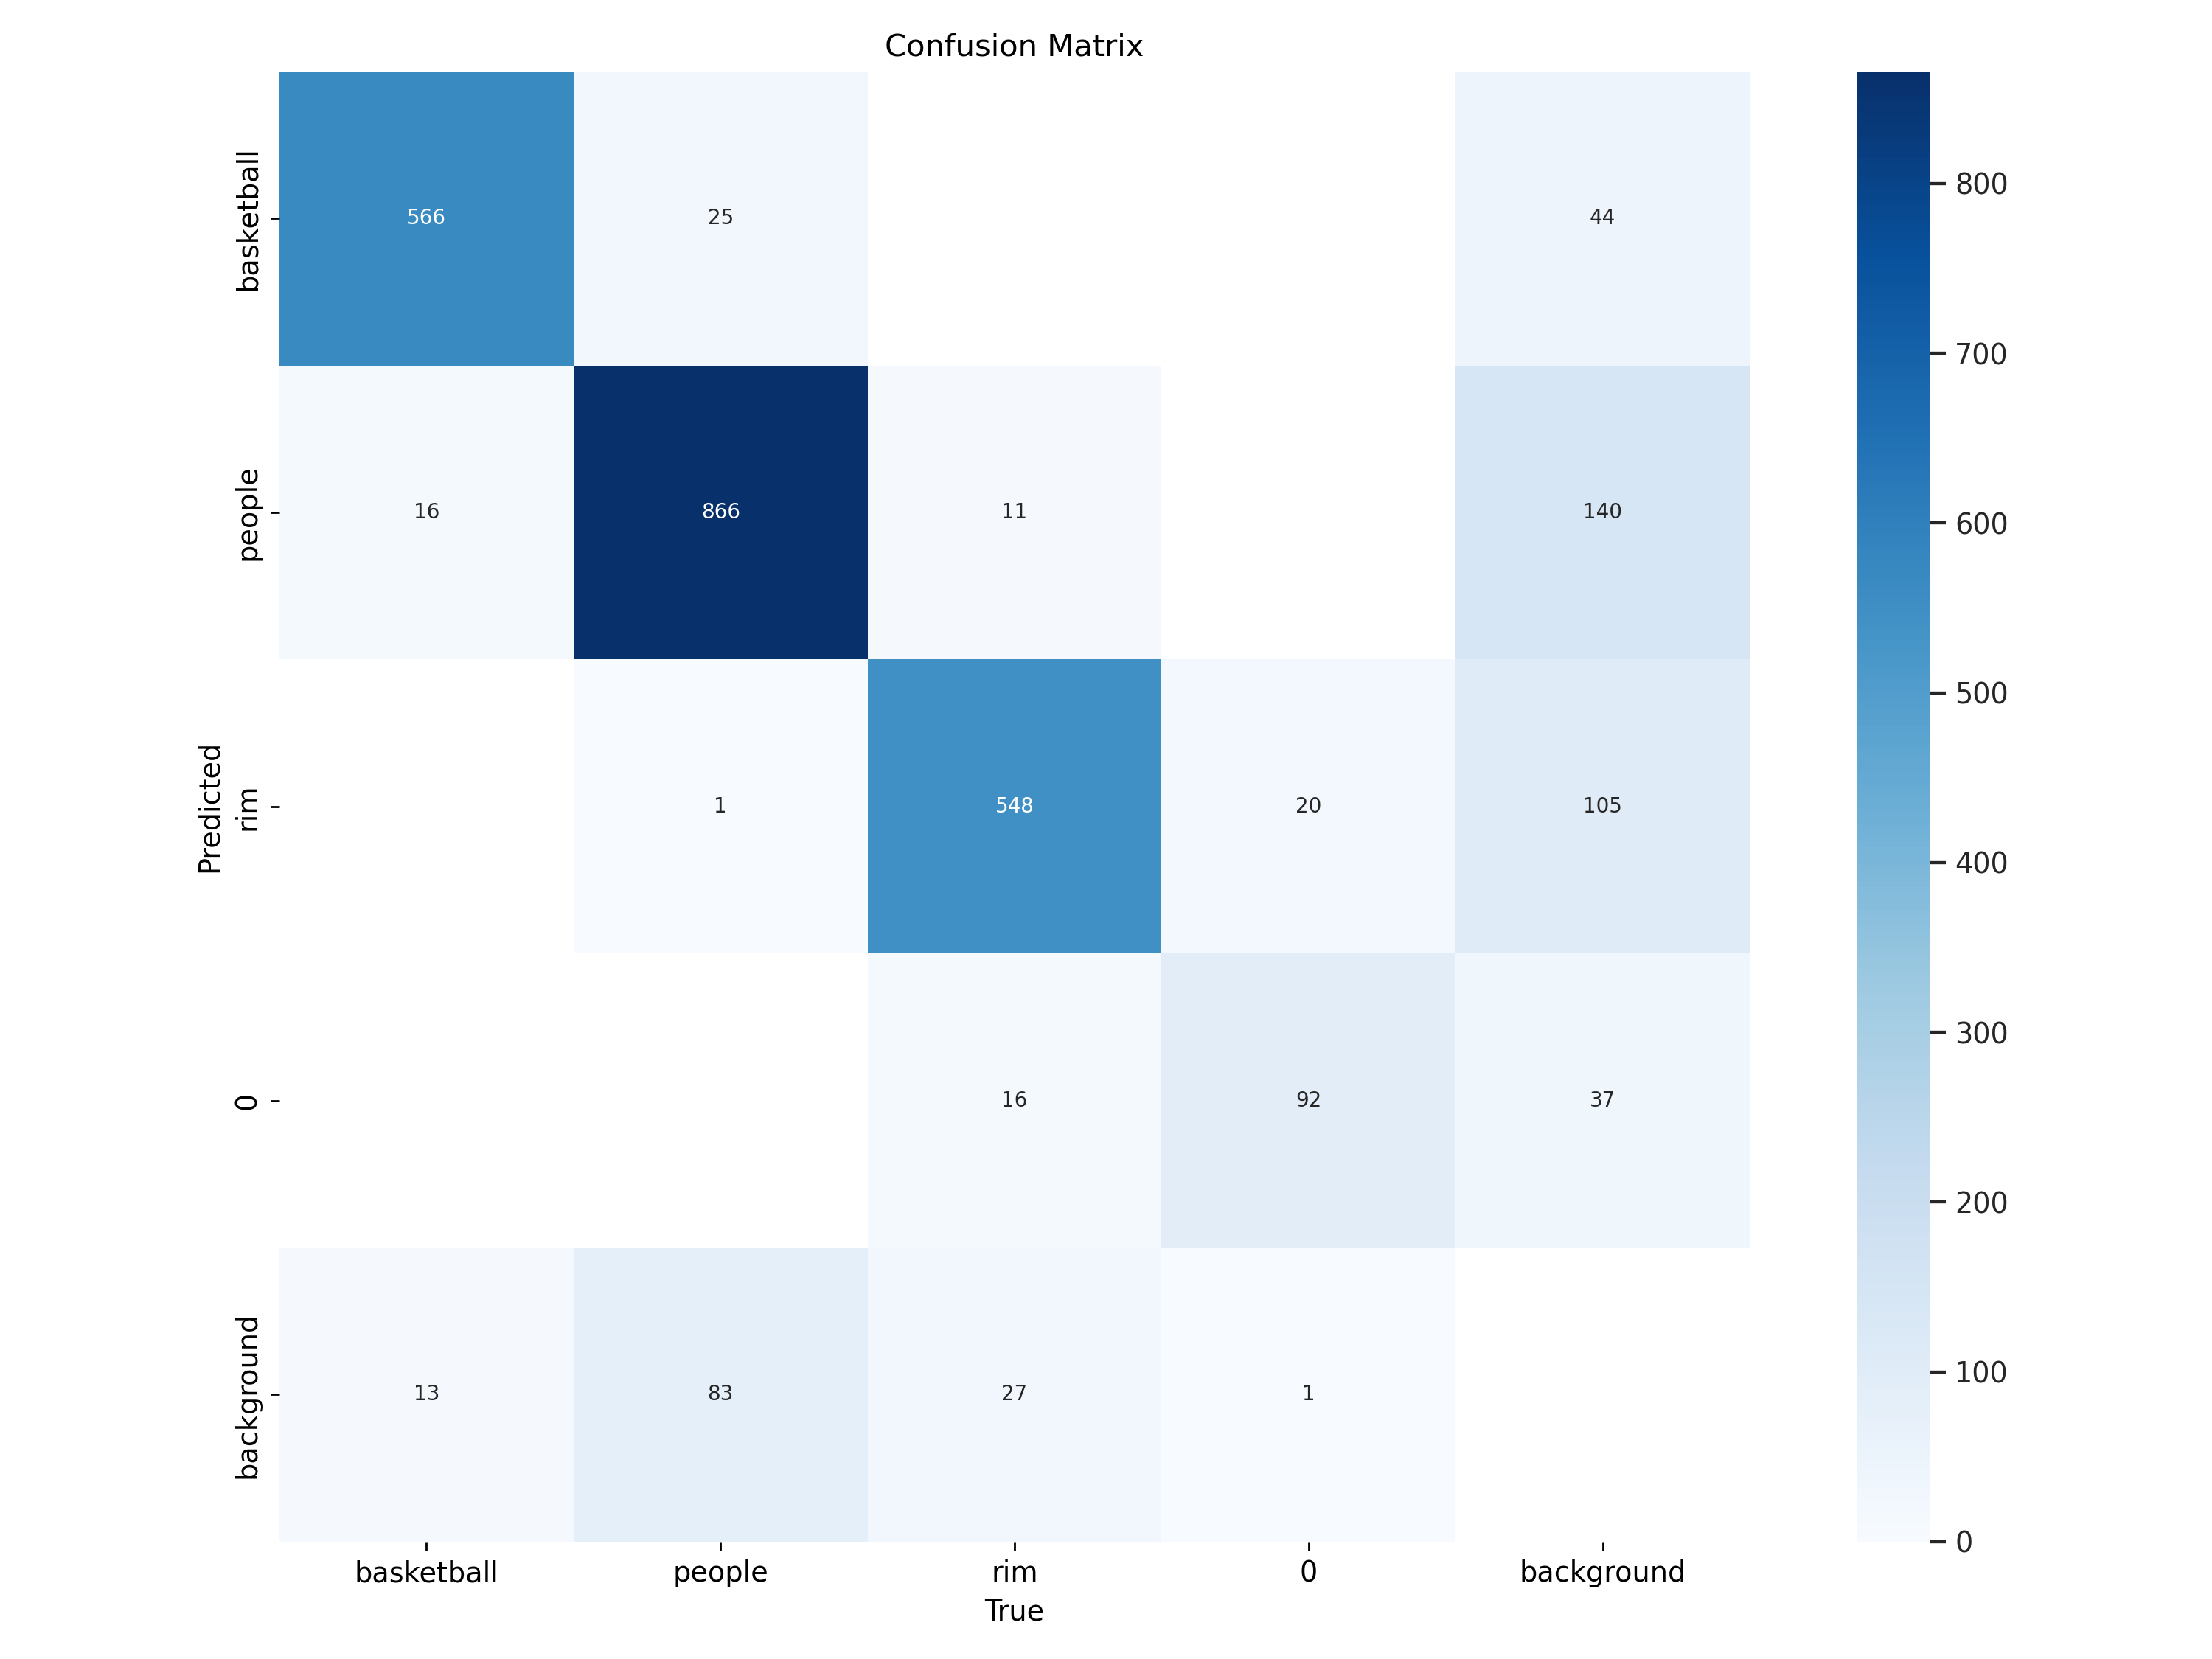 Confusion Matrix
basketball 566 25 44
people 16 866 11 140
rim 1 548 20 105
0 16 92 37
background 13 83 27 1
Predicted
basketball people rim 0 background
True
800
700
600
500
400
300
200
100
0